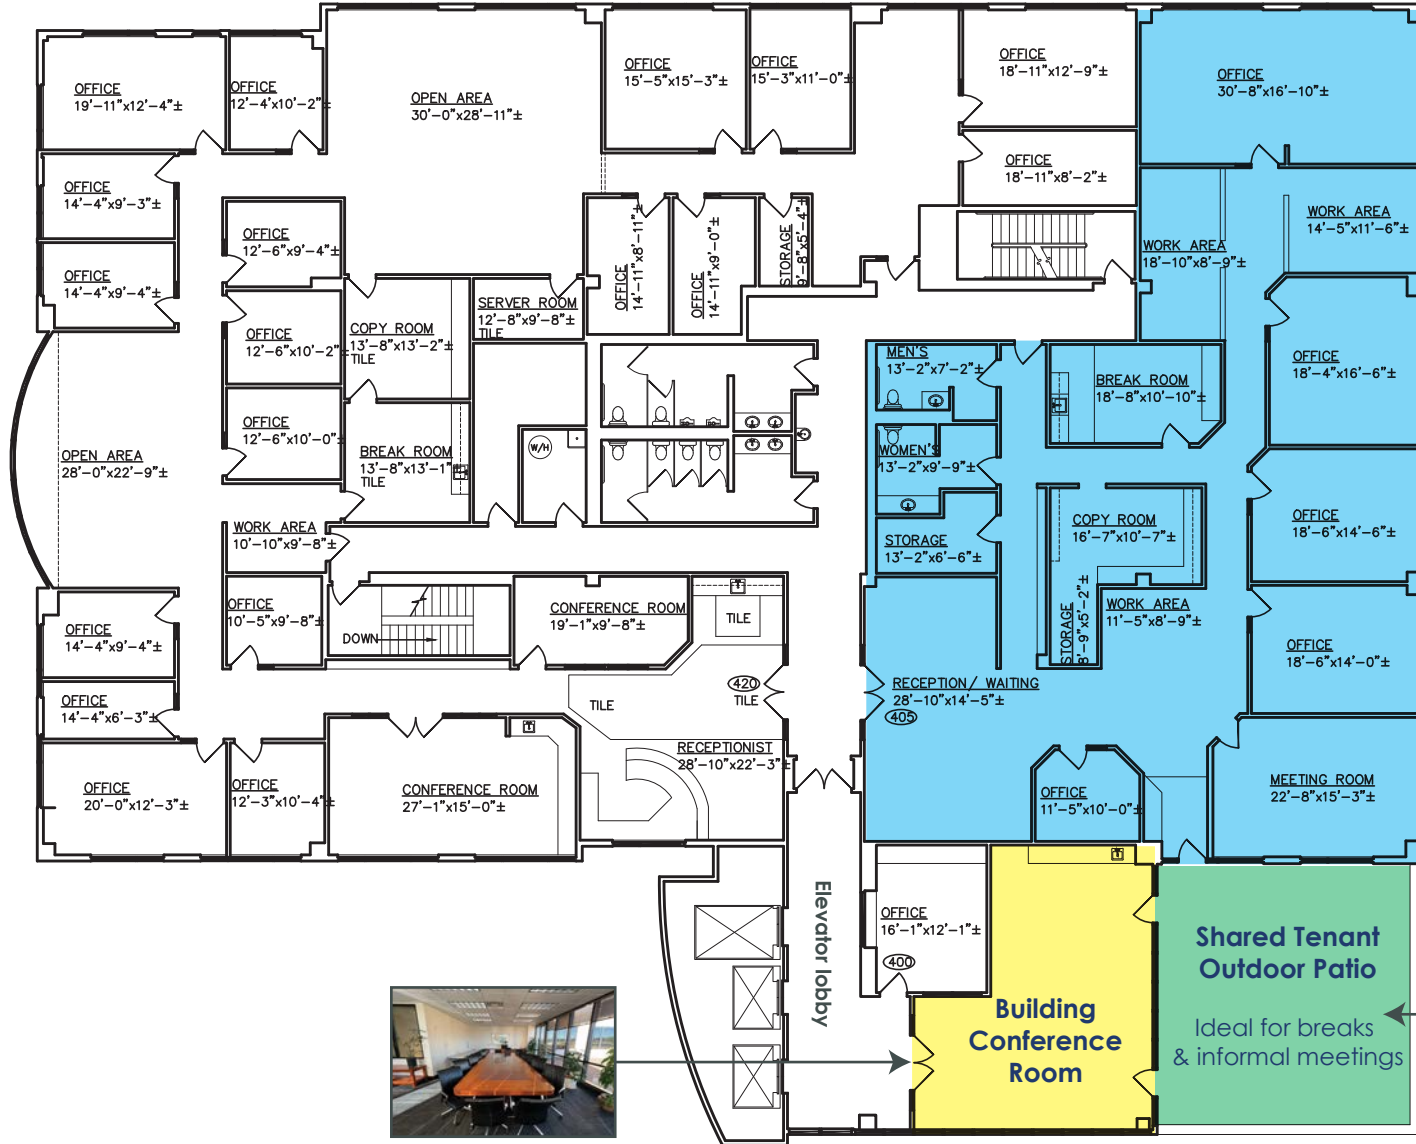 OFFICE
19'-11"x12'-4"±
OFFICE
12'-4'x10'-2"±
OPEN AREA
30'-0"x28'-11"±
OFFICE
15'-5"x15'-3"±
OFFICE
15'-3"x11'-0"±
OFFICE
18'-11"x12'-9"±
OFFICE
30'-8"x16'-10"±
OFFICE
14'-4"x9'-3"±
OFFICE
18'-11"x8'-2"±
OFFICE
12'-6"x9'-4"±
OFFICE
14'-11"x8'-11"±
OFFICE
14'-11"x9'-0"±
STORAGE
9'-8"x5'-4"±
WORK AREA
14'-5"x11'-6"±
WORK AREA
18'-10"x8'-9"±
OFFICE
14'-4"x9'-4"±
OFFICE
12'-6"x10'-2"±
COPY ROOM
13'-8"x13'-2"±
TILE
SERVER ROOM
12'-8"x9'-8"±
TILE
MEN'S
13'-2"x7'-2"±
BREAK ROOM
18'-8"x10'-10"±
OFFICE
18'-4"x16'-6"±
OFFICE
12'-6"x10'-0"±
OPEN AREA
28'-0"x22'-9"±
BREAK ROOM
13'-8"x13'-1"±
TILE
W/H
WOMEN'S
13'-2"x9'-9"±
WORK AREA
10'-10"x9'-8"±
STORAGE
13'-2"x6'-6"±
COPY ROOM
16'-7"x10'-7"±
OFFICE
18'-6"x14'-6"±
OFFICE
10'-5"x9'-8"±
DOWN
CONFERENCE ROOM
19'-1"x9'-8"±
TILE
STORAGE
8'-9"x5'-2"±
WORK AREA
11'-5"x8'-9"±
OFFICE
14'-4"x9'-4"±
OFFICE
18'-6"x14'-0"±
OFFICE
14'-4"x6'-3"±
TILE
420
TILE
RECEPTION/ WAITING
28'-10"x14'-5"±
405
RECEPTIONIST
28'-10"x22'-3"±
OFFICE
20'-0"x12'-3"±
OFFICE
12'-3"x10'-4"±
CONFERENCE ROOM
27'-1"x15'-0"±
OFFICE
11'-5"x10'-0"±
MEETING ROOM
22'-8"x15'-3"±
Elevator lobby
OFFICE
16'-1"x12'-1"±
400
Building
Conference
Room
Shared Tenant
Outdoor Patio
Ideal for breaks
& informal meetings